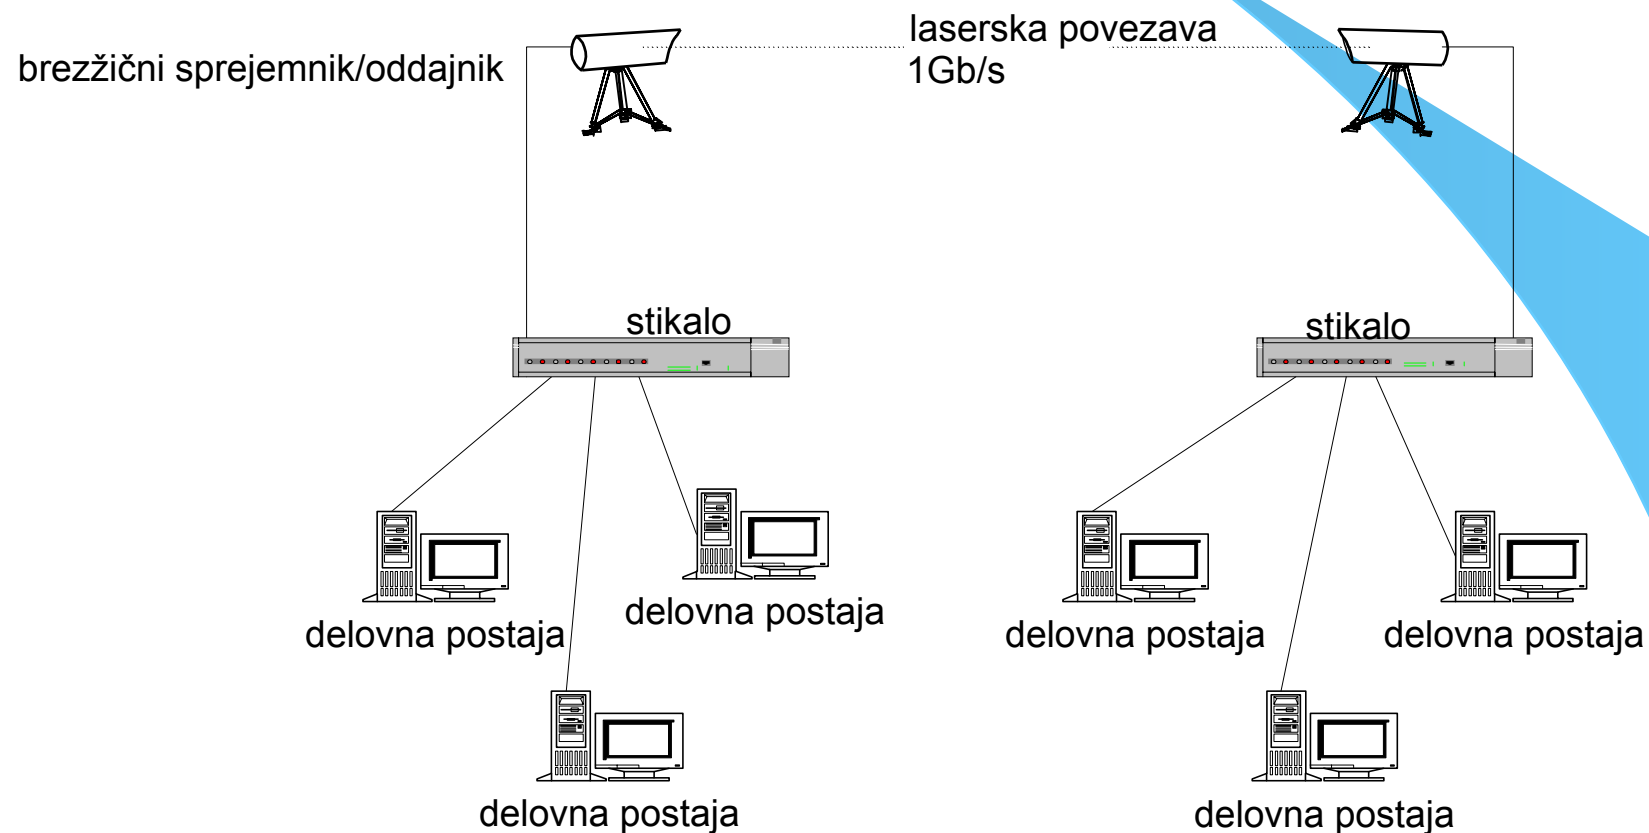 brezžični sprejemnik/oddajnik
laserska povezava
1Gb/s
stikalo
stikalo
delovna postaja
delovna postaja
delovna postaja
delovna postaja
delovna postaja
delovna postaja